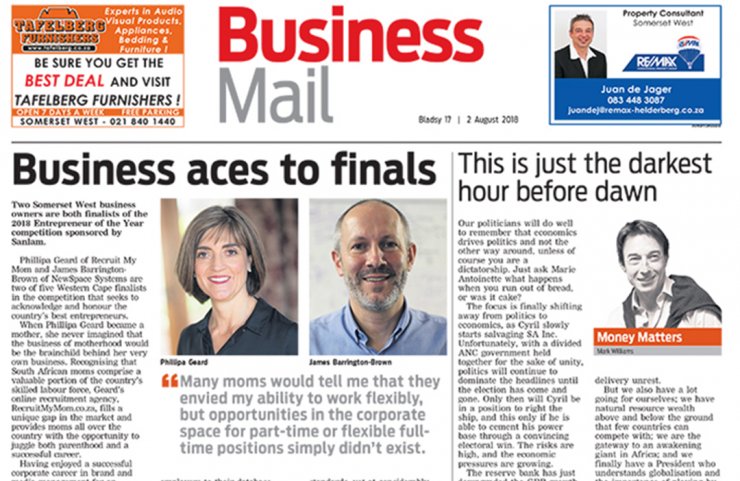 TAFELBERG
FURNISHERS
www.tafelberg.co.za
Experts in Audio
Visual Products,
Appliances,
Bedding &
Furniture !
BE SURE YOU GET THE
BEST DEAL AND VISIT
TAFELBERG FURNISHERS !
OPEN 7 DAYS A WEEK FREE PARKING
SOMERSET WEST - 021 840 1440
Business
Mail
Bladsy 17 | 2 August 2018
Property Consultant
Somerset West
RE/MAX
Juan de Jager
083 448 3087
juandej@remax-helderberg.co.za
Business aces to finals
Two Somerset West business
owners are both finalists of the
2018 Entrepreneur of the Year
competition sponsored by
Sanlam.
Phillipa Geard of Recruit My
Mom and James Barrington-
Brown of NewSpace Systems are
two of five Western Cape finalists
in the competition that seeks to
acknowledge and honour the
country's best entrepreneurs.
When Phillipa Geard became a
mother, she never imagined that
the business of motherhood would
be the brainchild behind her very
own business. Recognising that
South African moms comprise a
valuable portion of the country's
skilled labour force, Geard's
online recruitment agency,
RecruitMyMom.co.za, fills a
unique gap in the market and
provides moms all over the
country with the opportunity to
juggle both parenthood and a
successful career.
Having enjoyed a successful
corporate career in brand and
Phillipa Geard
James Barrington-Brown
“Many moms would tell me that they
envied my ability to work flexibly,
but opportunities in the corporate
space for part-time or flexible full-
time positions simply didn't exist.
This is just the darkest
hour before dawn
Our politicians will do well
to remember that economics
drives politics and not the
other way around, unless of
course you are a
dictatorship. Just ask Marie
Antoinette what happens
when you run out of bread,
or was it cake?
The focus is finally shifting
away from politics to
economics, as Cyril slowly
starts salvaging SA Inc.
Unfortunately, with a divided
ANC government held
together for the sake of unity,
politics will continue to
dominate the headlines until
the election has come and
gone. Only then will Cyril be
in a position to right the
ship, and this only if he is
able to cement his power
base through a convincing
electoral win. The risks are
high, and the economic
pressures are growing.
The reserve bank has just
Money Matters
Mark Williams
delivery unrest.
But we also have a lot
going for ourselves; we have
natural resource wealth
above and below the ground
that few countries can
compete with; we are the
gateway to an awakening
giant in Africa; and we
finally have a President who
understands globalisation and